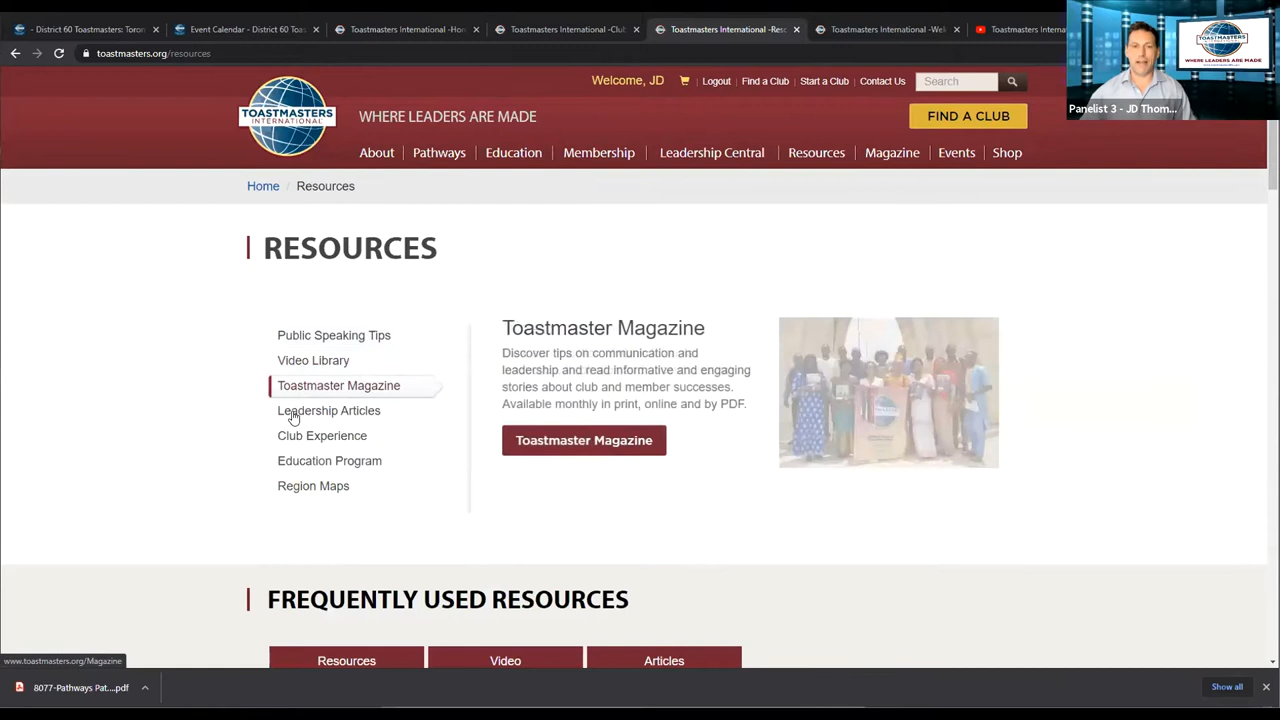 - District 60 Toastmasters: Toron
Event Calendar - District 60 Toas
Toastmasters International -Hon
Toastmasters International -Club
Toastmasters International -Reso
Toastmasters International -We
Toastmasters Interna
toastmasters.org/resources
TOASTMASTERS
INTERNATIONAL
WHERE LEADERS ARE MADE
Panelist 3 - JD Thom...
Welcome, JD
Logout
Find a Club
Start a Club
Contact Us
Search
TOASTMASTERS
INTERNATIONAL
WHERE LEADERS ARE MADE
FIND A CLUB
About
Pathways
Education
Membership
Leadership Central
Resources
Magazine
Events
Shop
Home / Resources
RESOURCES
Public Speaking Tips
Video Library
Toastmaster Magazine
Leadership Articles
Club Experience
Education Program
Region Maps
Toastmaster Magazine
Discover tips on communication and
leadership and read informative and engaging
stories about club and member successes.
Available monthly in print, online and by PDF.
Toastmaster Magazine
FREQUENTLY USED RESOURCES
Resources
Video
Articles
www.toastmasters.org/Magazine
8077-Pathways Pat....pdf
Show all